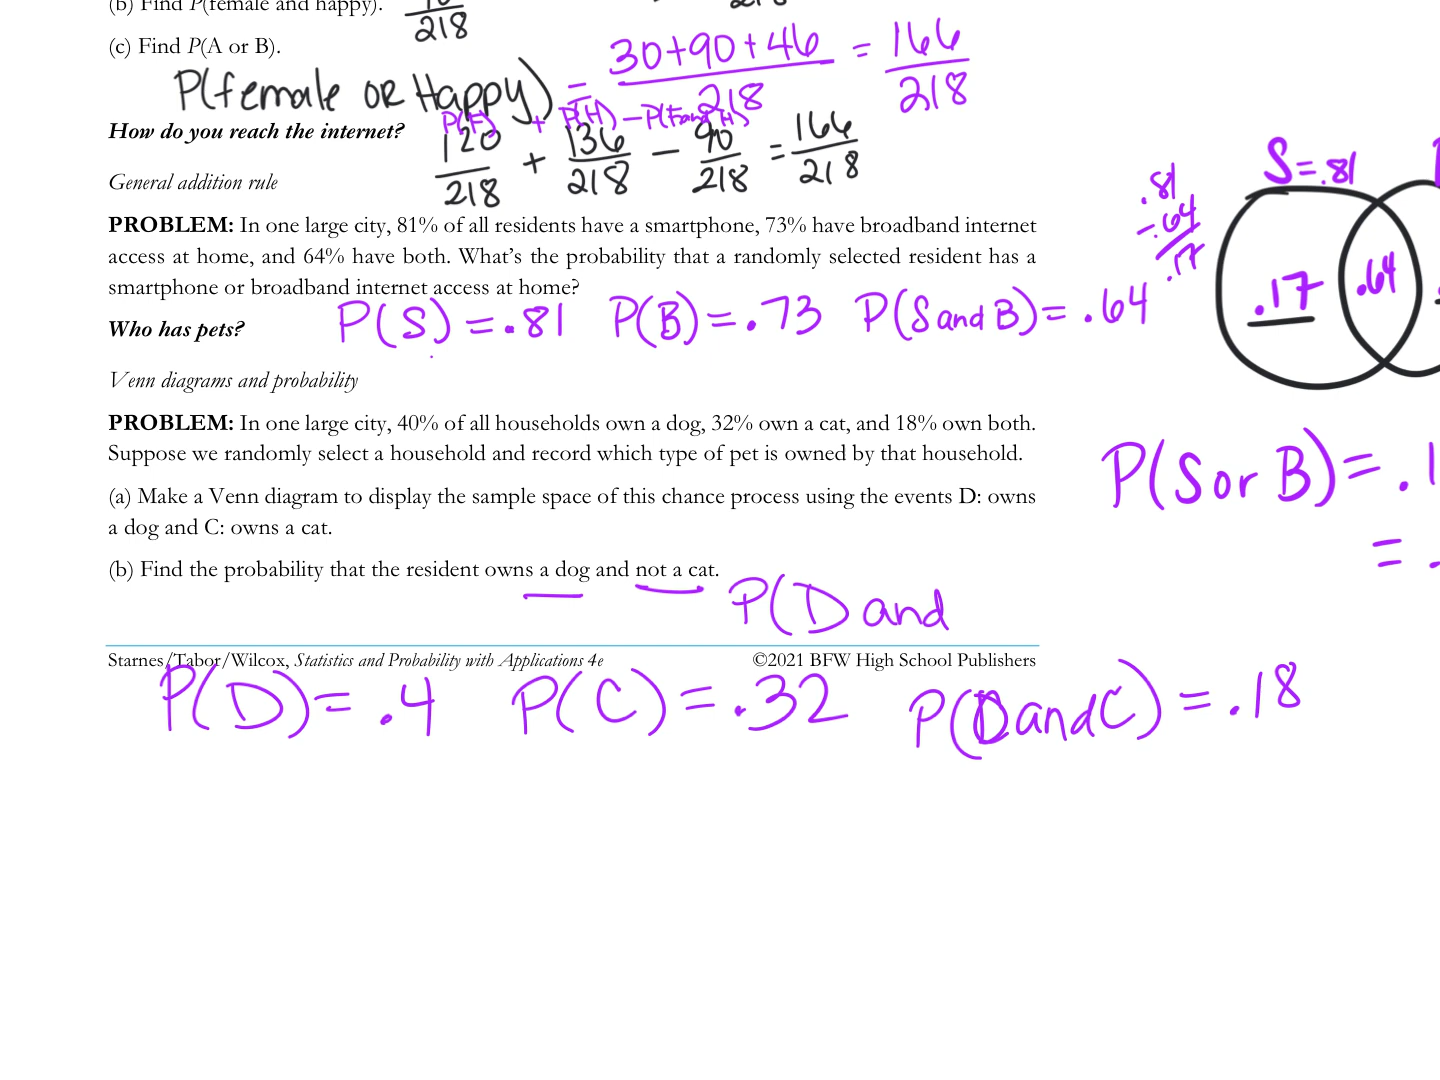 (b) Find P(female and happy). 218
(c) Find P(A or B).
P(female OR Happy) = 30+90+46 / 218 = 166 / 218
P(F) + P(H) - P(F and H)
How do you reach the internet?
120/218 + 136/218 - 90/218 = 166/218
General addition rule
PROBLEM: In one large city, 81% of all residents have a smartphone, 73% have broadband internet
access at home, and 64% have both. What's the probability that a randomly selected resident has a
smartphone or broadband internet access at home?
P(S) = .81 P(B) = .73 P(S and B) = .64
S = .81
.81
- .64
.17
.17 .64
Who has pets?
Venn diagrams and probability
PROBLEM: In one large city, 40% of all households own a dog, 32% own a cat, and 18% own both.
Suppose we randomly select a household and record which type of pet is owned by that household.
P(S or B) = .1
= .
(a) Make a Venn diagram to display the sample space of this chance process using the events D: owns
a dog and C: owns a cat.
(b) Find the probability that the resident owns a dog and not a cat.
P(D and
Starnes/Tabor/Wilcox, Statistics and Probability with Applications 4e ©2021 BFW High School Publishers
P(D) = .4 P(C) = .32 P(D and C) = .18